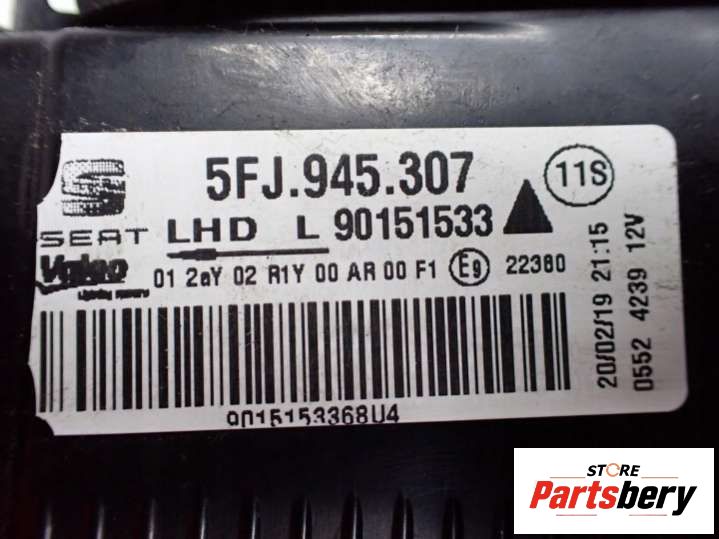 5FJ.945.307
11S
SEAT LHD L 90151533
Valeo
01 2aY 02 R1Y 00 AR 00 F1 E9 22360
9015153368U4
20/02/19 21:15
0552 4239 12V
STORE
Partsbery